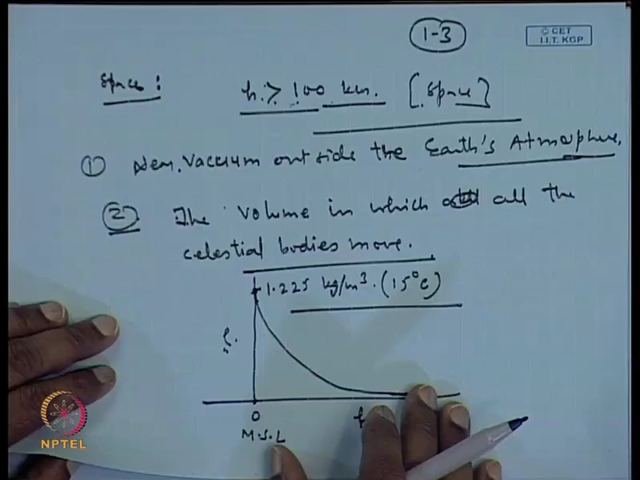 1-3
© CET
I.I.T. KGP
Space : h > 100 km. [Space]
① Near Vaccum outside the Earth's Atmosphere.
② The volume in which all the
celestial bodies move.
1.225 kg/m³. (15°C)
ρ.
0
M.S.L
NPTEL